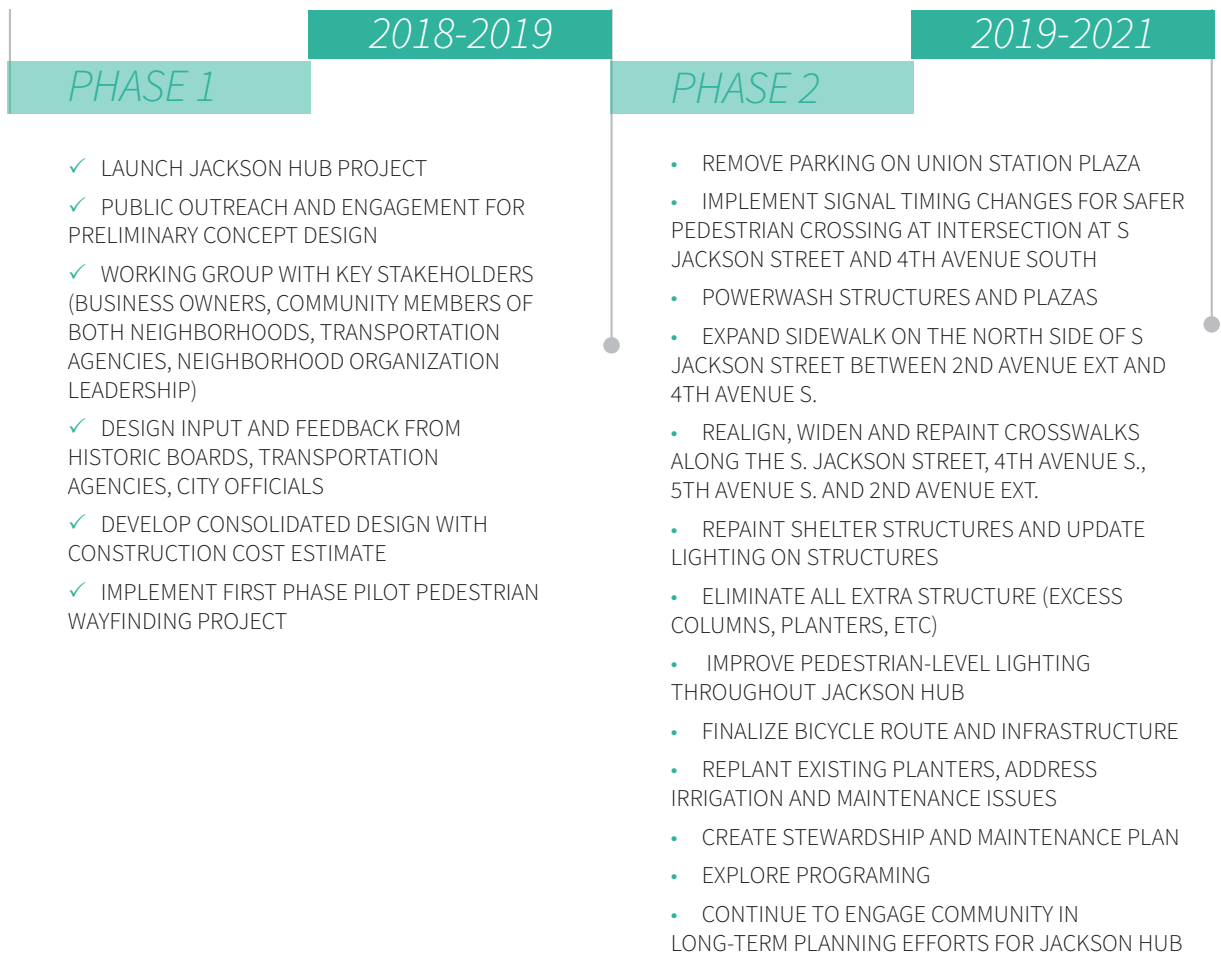 2018-2019
PHASE 1
✓ LAUNCH JACKSON HUB PROJECT
✓ PUBLIC OUTREACH AND ENGAGEMENT FOR
PRELIMINARY CONCEPT DESIGN
✓ WORKING GROUP WITH KEY STAKEHOLDERS
(BUSINESS OWNERS, COMMUNITY MEMBERS OF
BOTH NEIGHBORHOODS, TRANSPORTATION
AGENCIES, NEIGHBORHOOD ORGANIZATION
LEADERSHIP)
✓ DESIGN INPUT AND FEEDBACK FROM
HISTORIC BOARDS, TRANSPORTATION
AGENCIES, CITY OFFICIALS
✓ DEVELOP CONSOLIDATED DESIGN WITH
CONSTRUCTION COST ESTIMATE
✓ IMPLEMENT FIRST PHASE PILOT PEDESTRIAN
WAYFINDING PROJECT
2019-2021
PHASE 2
• REMOVE PARKING ON UNION STATION PLAZA
• IMPLEMENT SIGNAL TIMING CHANGES FOR SAFER
PEDESTRIAN CROSSING AT INTERSECTION AT S
JACKSON STREET AND 4TH AVENUE SOUTH
• POWERWASH STRUCTURES AND PLAZAS
• EXPAND SIDEWALK ON THE NORTH SIDE OF S
JACKSON STREET BETWEEN 2ND AVENUE EXT AND
4TH AVENUE S.
• REALIGN, WIDEN AND REPAINT CROSSWALKS
ALONG THE S. JACKSON STREET, 4TH AVENUE S.,
5TH AVENUE S. AND 2ND AVENUE EXT.
• REPAINT SHELTER STRUCTURES AND UPDATE
LIGHTING ON STRUCTURES
• ELIMINATE ALL EXTRA STRUCTURE (EXCESS
COLUMNS, PLANTERS, ETC)
• IMPROVE PEDESTRIAN-LEVEL LIGHTING
THROUGHOUT JACKSON HUB
• FINALIZE BICYCLE ROUTE AND INFRASTRUCTURE
• REPLANT EXISTING PLANTERS, ADDRESS
IRRIGATION AND MAINTENANCE ISSUES
• CREATE STEWARDSHIP AND MAINTENANCE PLAN
• EXPLORE PROGRAMING
• CONTINUE TO ENGAGE COMMUNITY IN
LONG-TERM PLANNING EFFORTS FOR JACKSON HUB